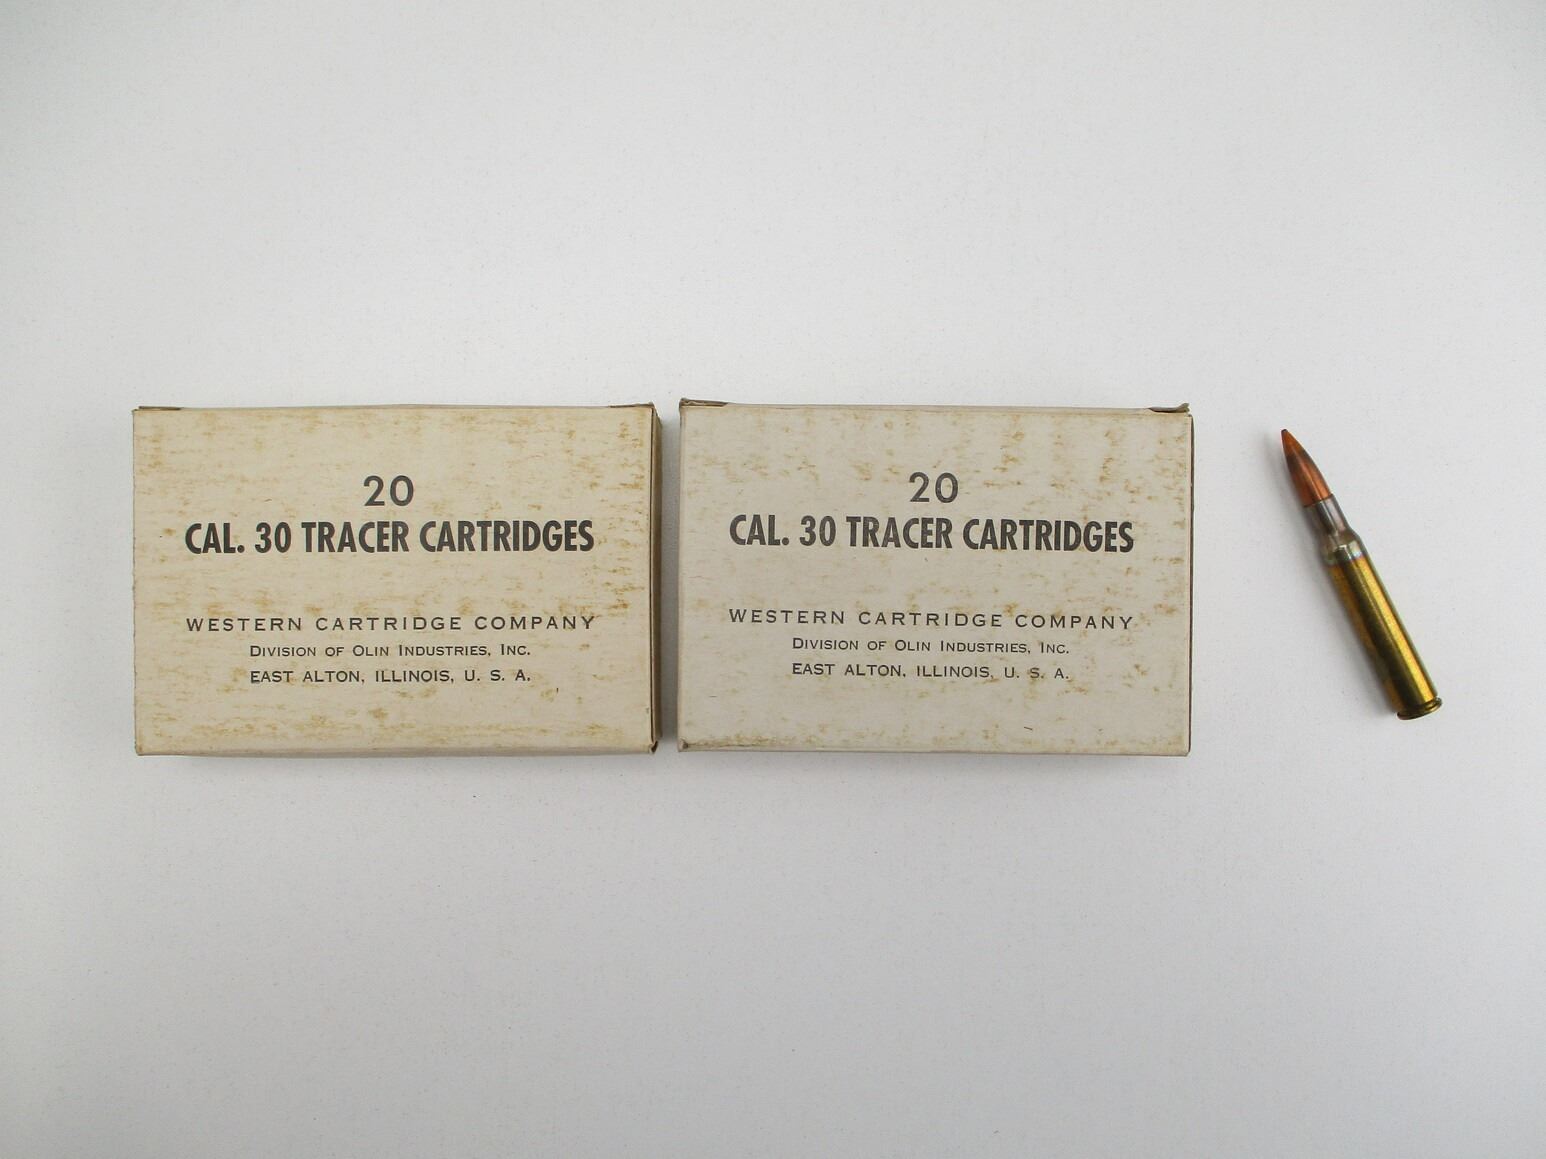 20
CAL. 30 TRACER CARTRIDGES
WESTERN CARTRIDGE COMPANY
DIVISION OF OLIN INDUSTRIES, INC.
EAST ALTON, ILLINOIS, U. S. A.
20
CAL. 30 TRACER CARTRIDGES
WESTERN CARTRIDGE COMPANY
DIVISION OF OLIN INDUSTRIES, INC.
EAST ALTON, ILLINOIS, U. S. A.